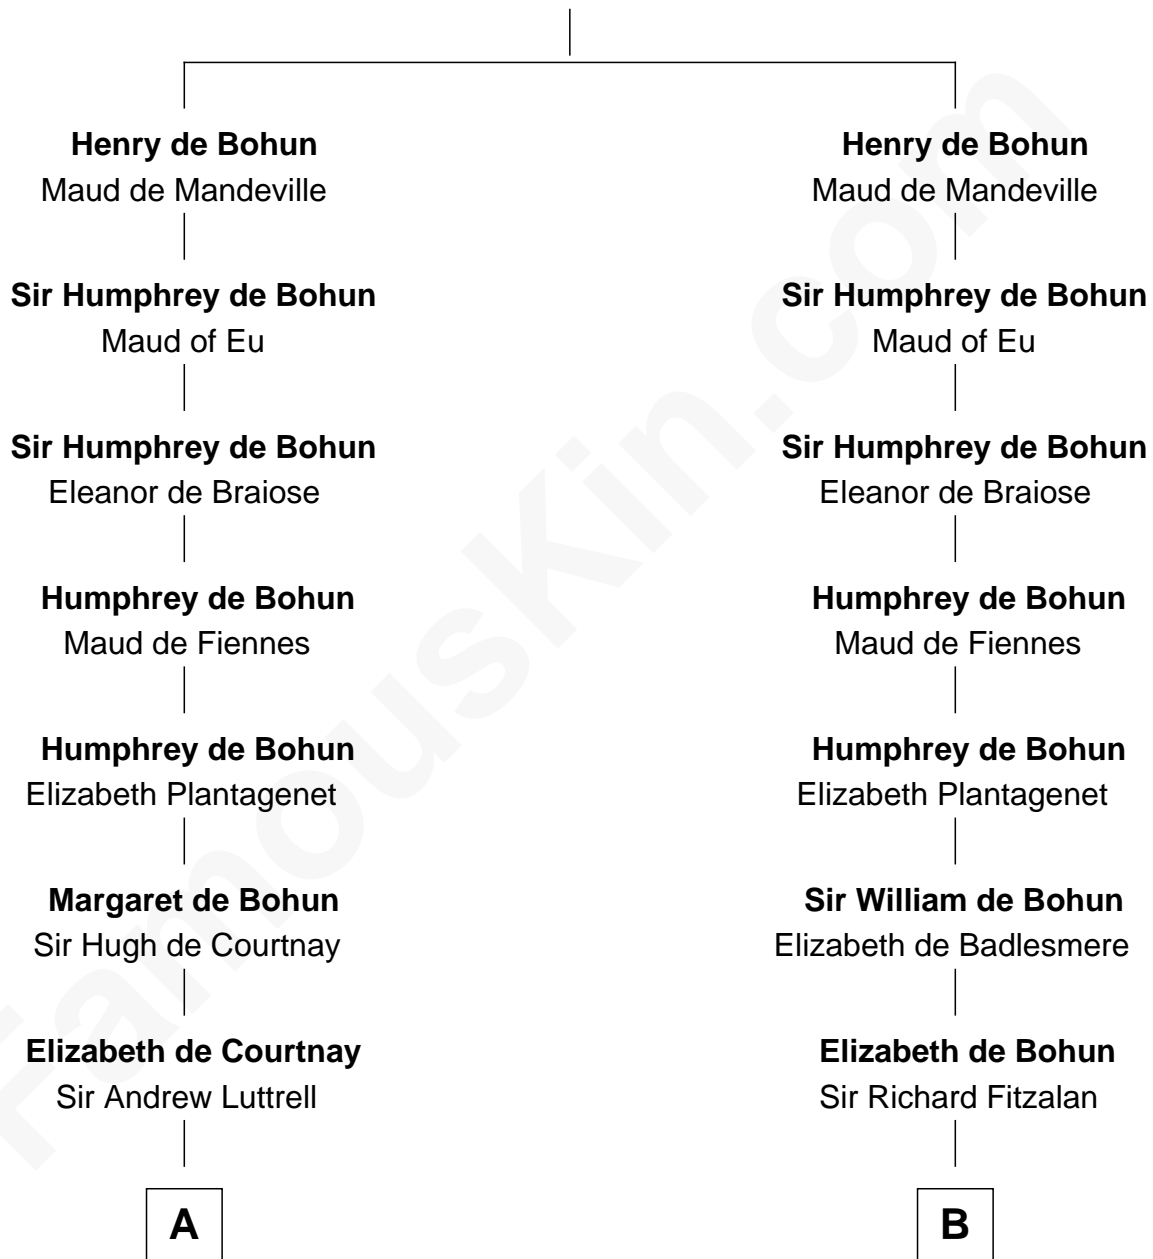 Henry de Bohun Henry de Bohun
Maud de Mandeville Maud de Mandeville
Sir Humphrey de Bohun Sir Humphrey de Bohun
Maud of Eu Maud of Eu
Sir Humphrey de Bohun Sir Humphrey de Bohun
Eleanor de Braiose Eleanor de Braiose
Humphrey de Bohun Humphrey de Bohun
Maud de Fiennes Maud de Fiennes
Humphrey de Bohun Humphrey de Bohun
Elizabeth Plantagenet Elizabeth Plantagenet
Margaret de Bohun Sir William de Bohun
Sir Hugh de Courtnay Elizabeth de Badlesmere
Elizabeth de Courtnay Elizabeth de Bohun
Sir Andrew Luttrell Sir Richard Fitzalan
A B
FamousKin.com